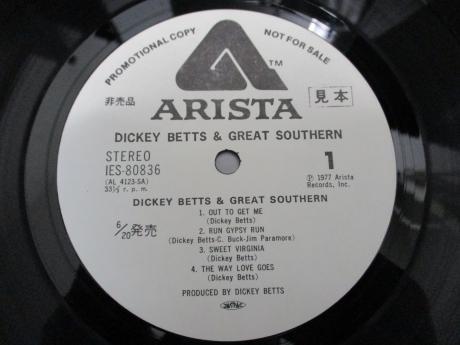 PROMOTIONAL COPY NOT FOR SALE
TM
非売品 ARISTA 見本
DICKEY BETTS & GREAT SOUTHERN
STEREO
IES-80836
(AL 4123-SA)
33⅓ r. p. m.
1
℗ 1977 Arista
Records, Inc.
DICKEY BETTS & GREAT SOUTHERN
6/20発売
1. OUT TO GET ME
(Dickey Betts)
2. RUN GYPSY RUN
(Dickey Betts-C. Buck-Jim Paramore)
3. SWEET VIRGINIA
(Dickey Betts)
4. THE WAY LOVE GOES
(Dickey Betts)
PRODUCED BY DICKEY BETTS